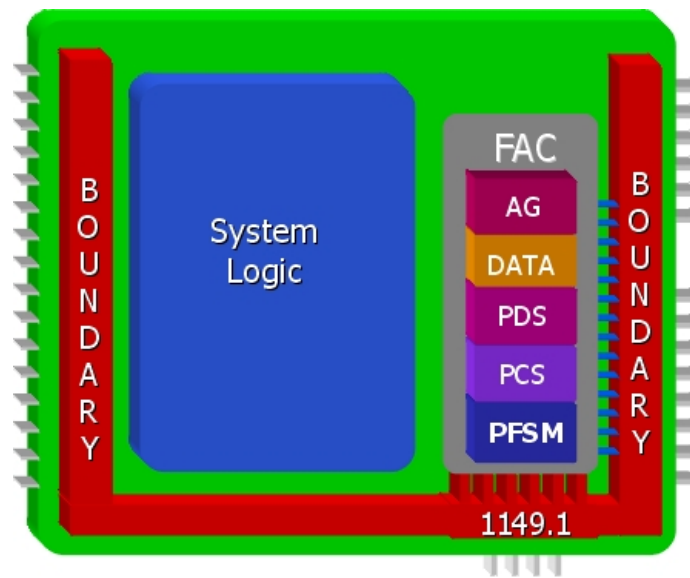 BOUNDARY
System
Logic
FAC
AG
DATA
PDS
PCS
PFSM
BOUNDARY
1149.1